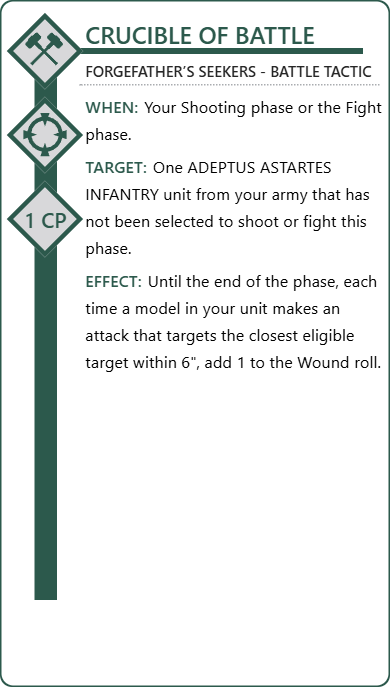 CRUCIBLE OF BATTLE
FORGEFATHER’S SEEKERS - BATTLE TACTIC
WHEN: Your Shooting phase or the Fight
phase.
TARGET: One ADEPTUS ASTARTES
INFANTRY unit from your army that has
not been selected to shoot or fight this
phase.
1 CP
EFFECT: Until the end of the phase, each
time a model in your unit makes an
attack that targets the closest eligible
target within 6", add 1 to the Wound roll.